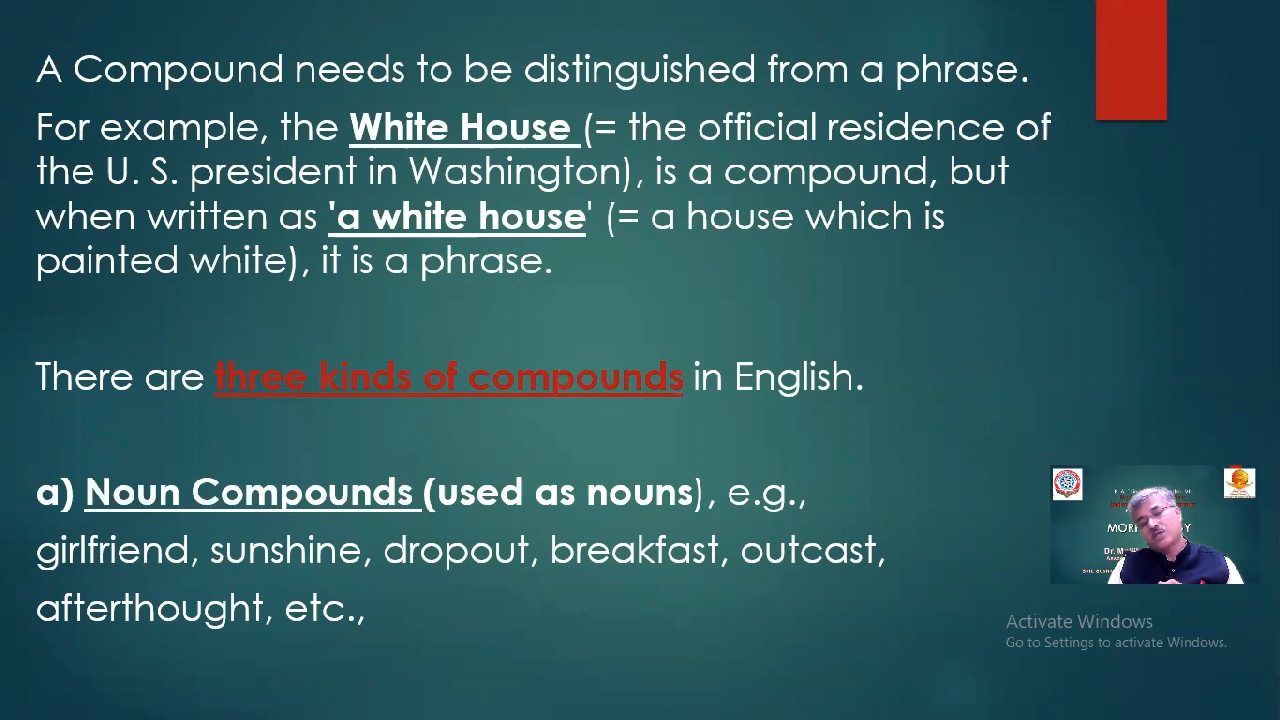 A Compound needs to be distinguished from a phrase.
For example, the White House (= the official residence of
the U. S. president in Washington), is a compound, but
when written as 'a white house' (= a house which is
painted white), it is a phrase.
There are three kinds of compounds in English.
a) Noun Compounds (used as nouns), e.g.,
girlfriend, sunshine, dropout, breakfast, outcast,
afterthought, etc.,
Activate Windows
Go to Settings to activate Windows.